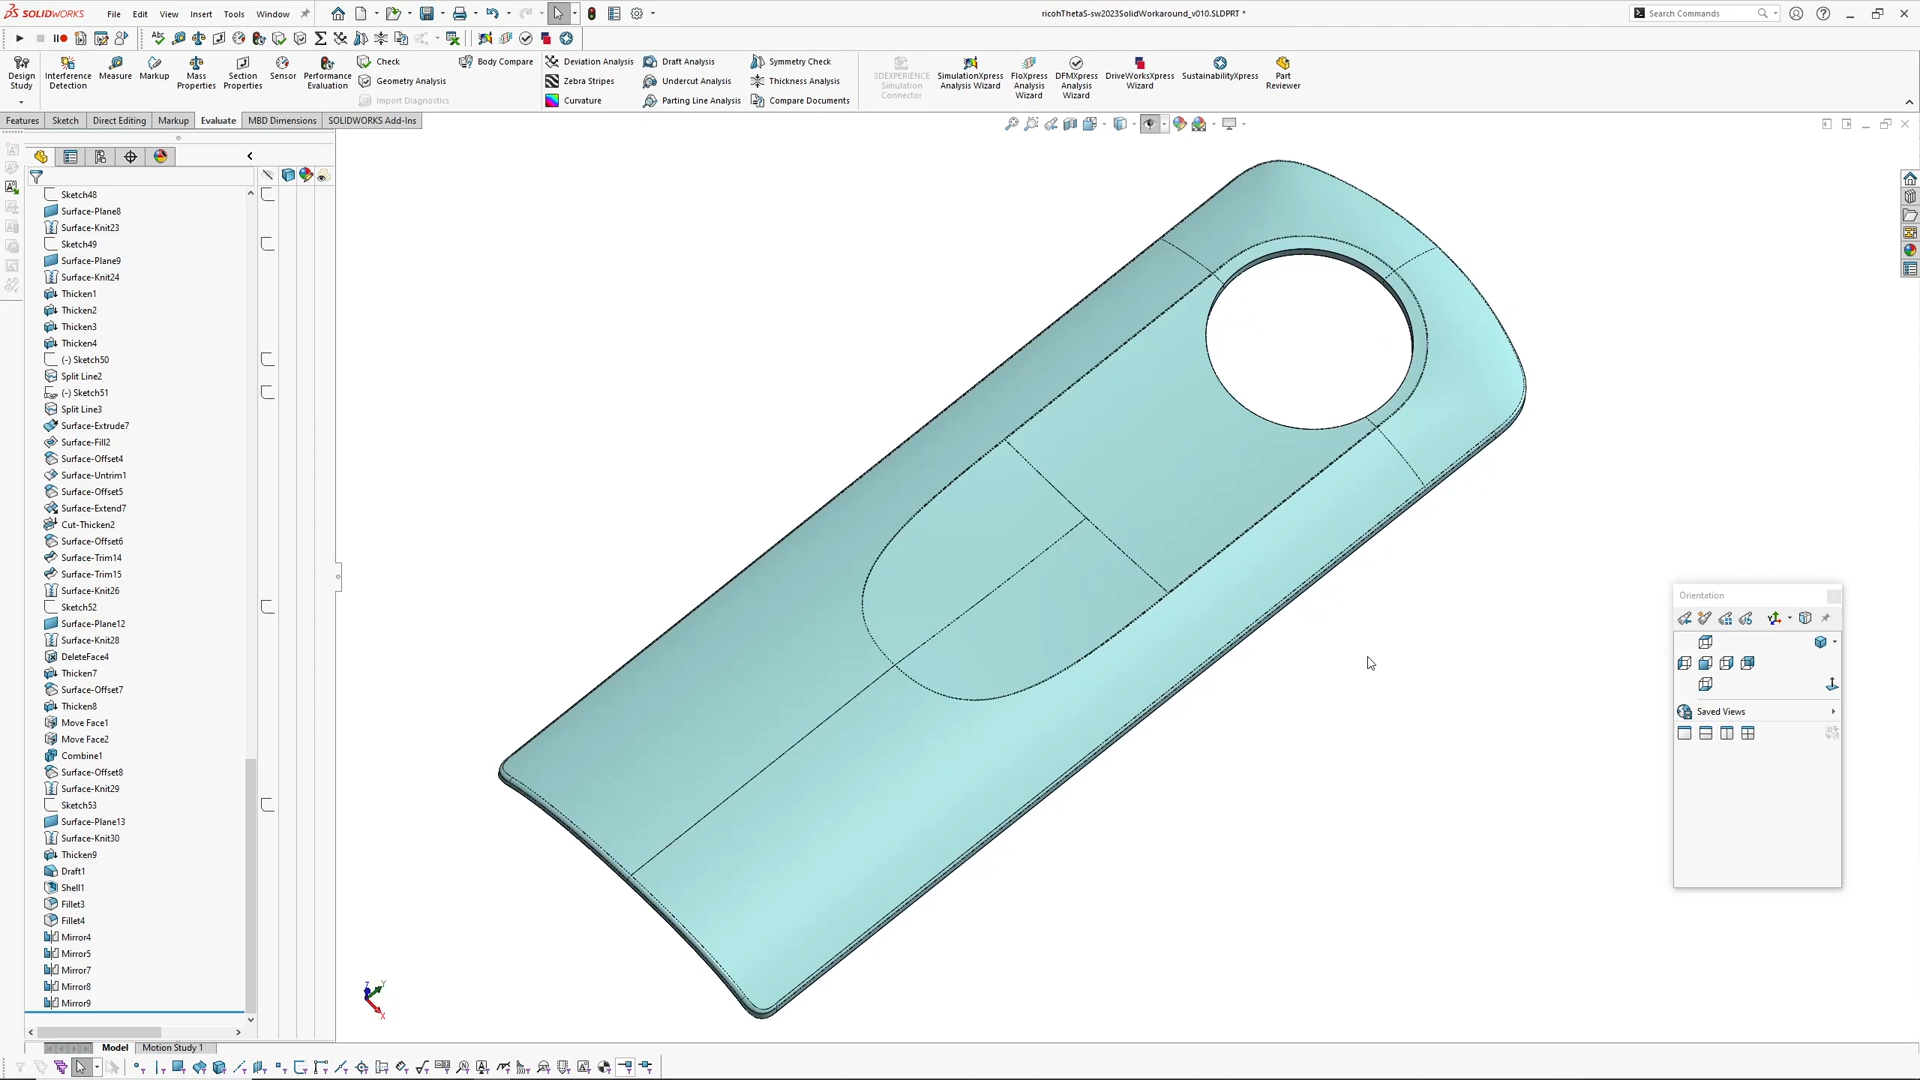 SOLIDWORKS
File
Edit
View
Insert
Tools
Window
ricohThetaS-sw2023SolidWorkaround_v010.SLDPRT *
Search Commands
Design
Study
Interference
Detection
Measure
Markup
Mass
Properties
Section
Properties
Sensor
Performance
Evaluation
Check
Geometry Analysis
Import Diagnostics
Body Compare
Deviation Analysis
Zebra Stripes
Curvature
Draft Analysis
Undercut Analysis
Parting Line Analysis
Symmetry Check
Thickness Analysis
Compare Documents
3DEXPERIENCE
Simulation
Connector
SimulationXpress
Analysis Wizard
FloXpress
Analysis
Wizard
DFMXpress
Analysis
Wizard
DriveWorksXpress
Wizard
SustainabilityXpress
Part
Reviewer
Features
Sketch
Direct Editing
Markup
Evaluate
MBD Dimensions
SOLIDWORKS Add-Ins
Sketch48
Surface-Plane8
Surface-Knit23
Sketch49
Surface-Plane9
Surface-Knit24
Thicken1
Thicken2
Thicken3
Thicken4
(-) Sketch50
Split Line2
(-) Sketch51
Split Line3
Surface-Extrude7
Surface-Fill2
Surface-Offset4
Surface-Untrim1
Surface-Offset5
Surface-Extend7
Cut-Thicken2
Surface-Offset6
Surface-Trim14
Surface-Trim15
Surface-Knit26
Sketch52
Surface-Plane12
Surface-Knit28
DeleteFace4
Thicken7
Surface-Offset7
Thicken8
Move Face1
Move Face2
Combine1
Surface-Offset8
Surface-Knit29
Sketch53
Surface-Plane13
Surface-Knit30
Thicken9
Draft1
Shell1
Fillet3
Fillet4
Mirror4
Mirror5
Mirror7
Mirror8
Mirror9
Orientation
Saved Views
Z
Y
X
Model
Motion Study 1